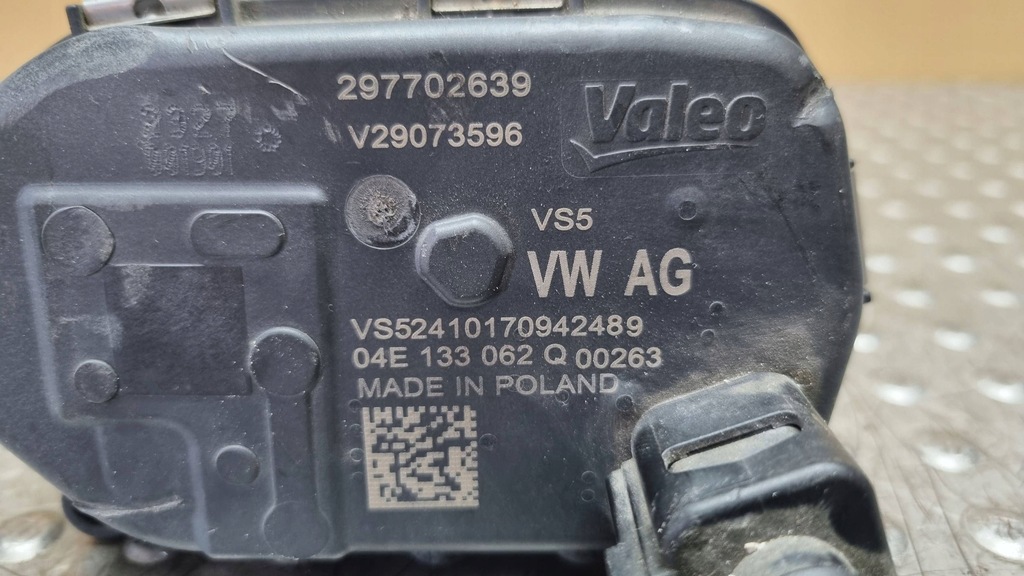 297702639
Valeo
V29073596
VS5
VW AG
VS52410170942489
04E 133 062 Q 00263
MADE IN POLAND